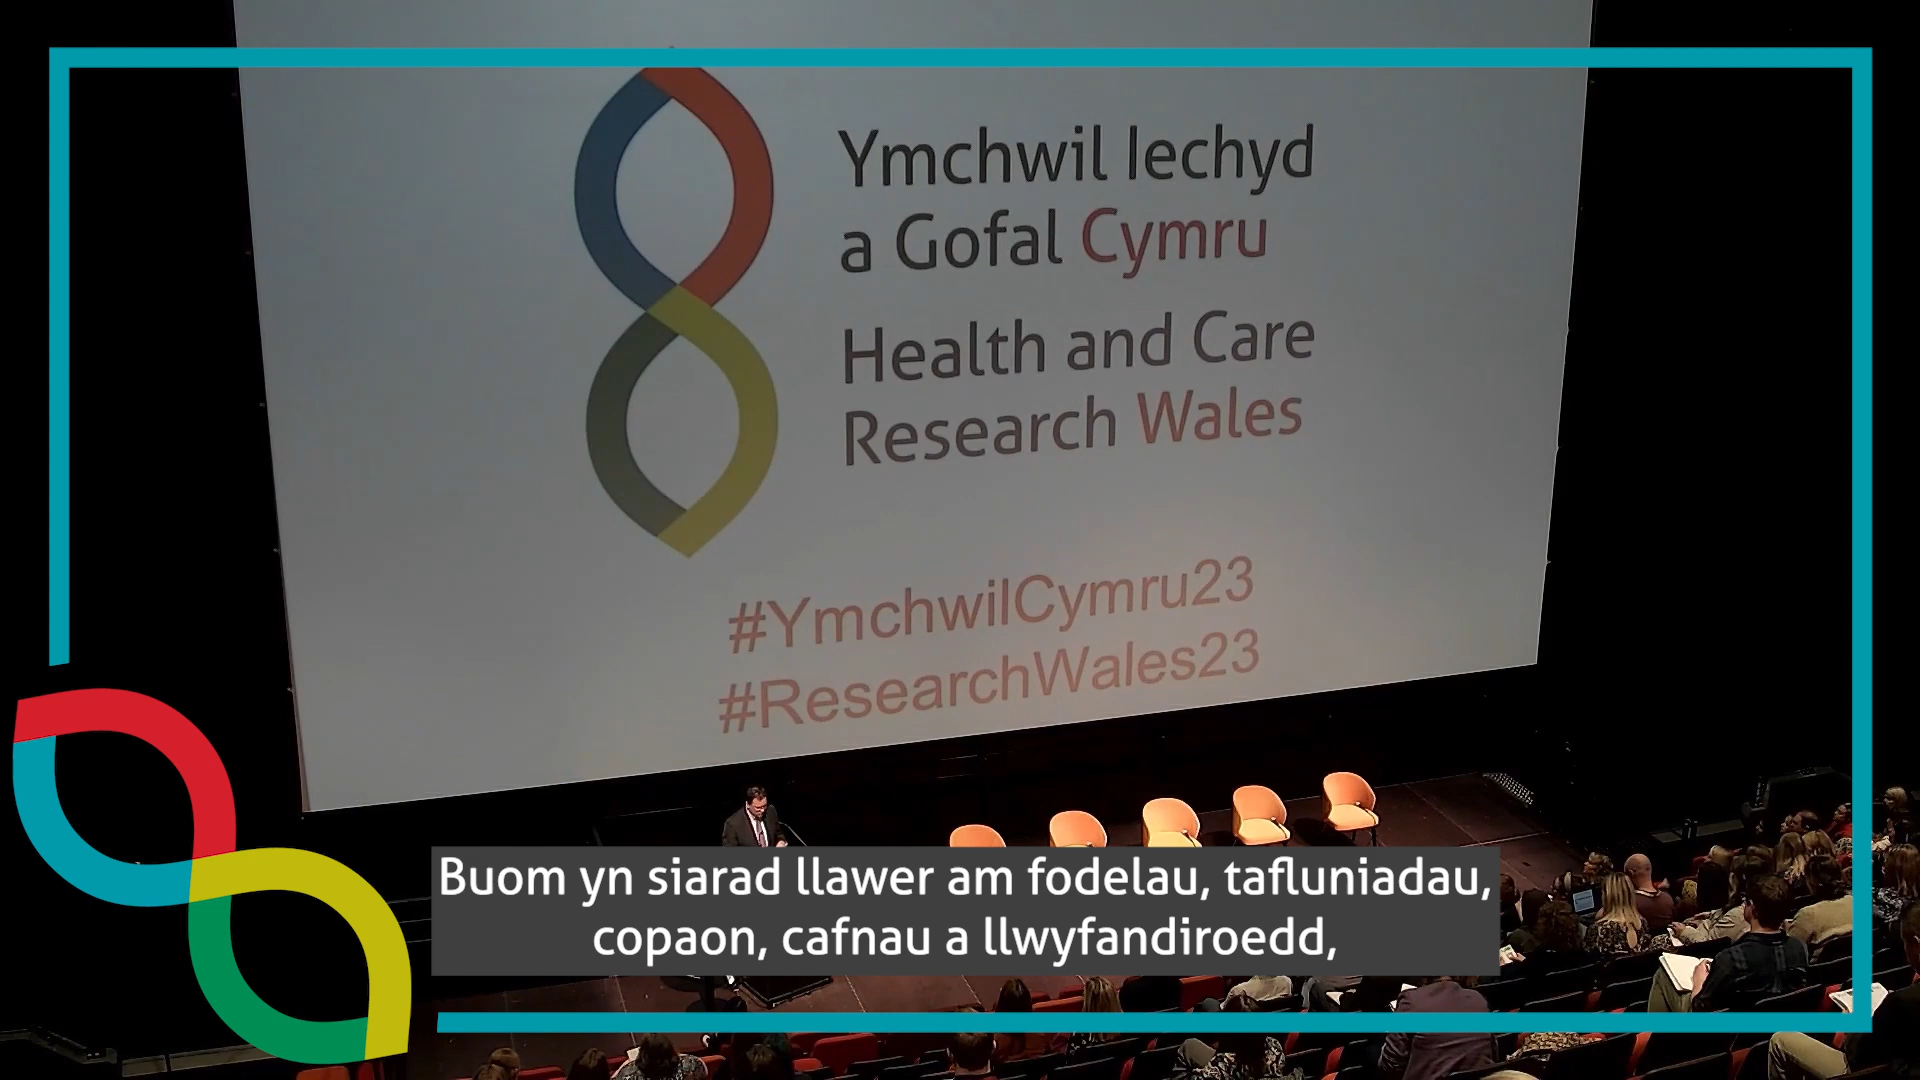 Ymchwil Iechyd
a Gofal Cymru
Health and Care
Research Wales
#YmchwilCymru23
#ResearchWales23
Buom yn siarad llawer am fodelau, tafluniadau,
copaon, cafnau a llwyfandiroedd,